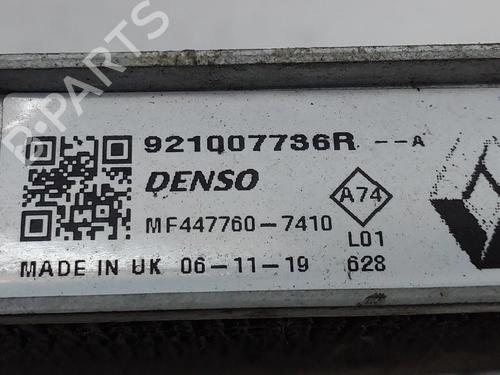 B-PARTS
921007736R --A
DENSO
A74
MF447760-7410
L01
MADE IN UK 06-11-19 628